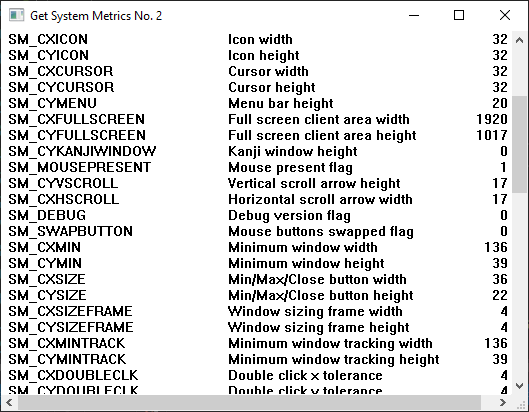 Get System Metrics No. 2
SM_CXICON Icon width 32
SM_CYICON Icon height 32
SM_CXCURSOR Cursor width 32
SM_CYCURSOR Cursor height 32
SM_CYMENU Menu bar height 20
SM_CXFULLSCREEN Full screen client area width 1920
SM_CYFULLSCREEN Full screen client area height 1017
SM_CYKANJIWINDOW Kanji window height 0
SM_MOUSEPRESENT Mouse present flag 1
SM_CYVSCROLL Vertical scroll arrow height 17
SM_CXHSCROLL Horizontal scroll arrow width 17
SM_DEBUG Debug version flag 0
SM_SWAPBUTTON Mouse buttons swapped flag 0
SM_CXMIN Minimum window width 136
SM_CYMIN Minimum window height 39
SM_CXSIZE Min/Max/Close button width 36
SM_CYSIZE Min/Max/Close button height 22
SM_CXSIZEFRAME Window sizing frame width 4
SM_CYSIZEFRAME Window sizing frame height 4
SM_CXMINTRACK Minimum window tracking width 136
SM_CYMINTRACK Minimum window tracking height 39
SM_CXDOUBLECLK Double click x tolerance 4
SM_CYDOUBLECLK Double click y tolerance 4